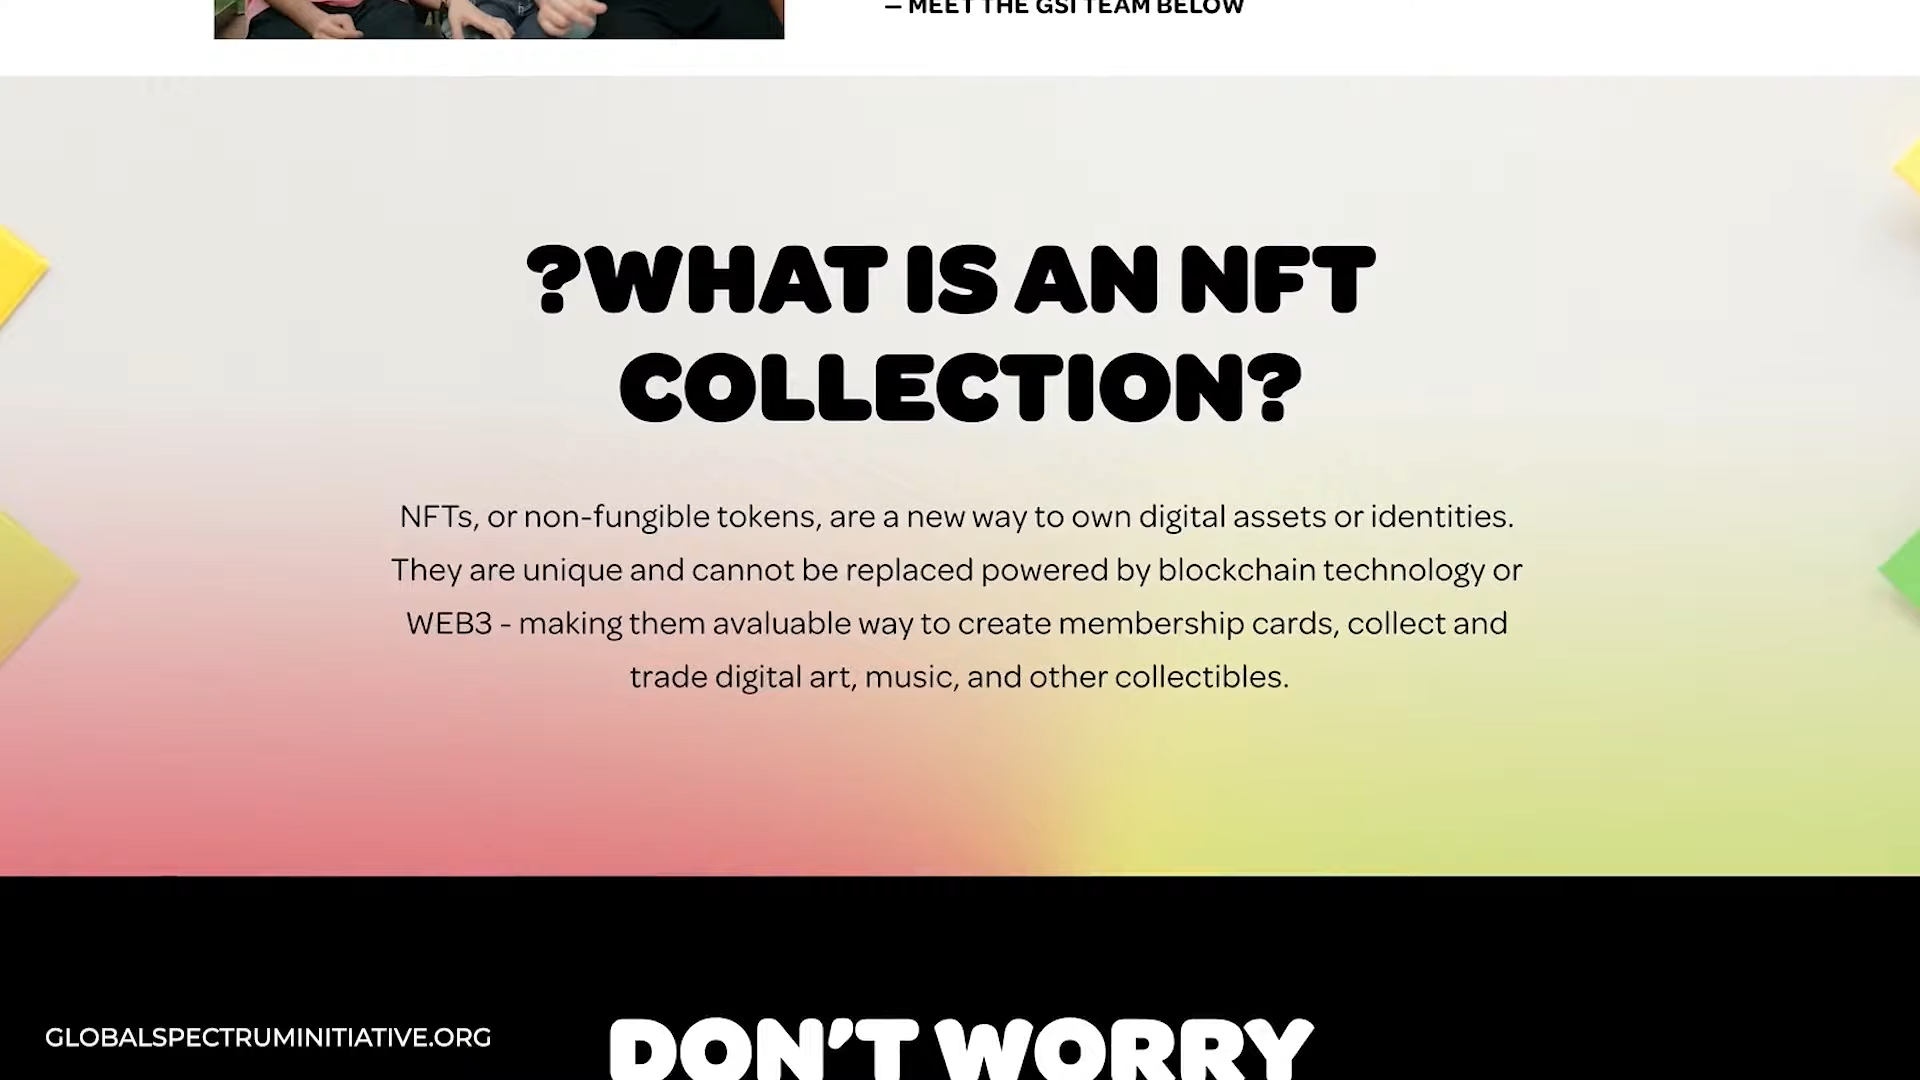 — MEET THE GSI TEAM BELOW
?WHAT IS AN NFT
COLLECTION?
NFTs, or non-fungible tokens, are a new way to own digital assets or identities.
They are unique and cannot be replaced powered by blockchain technology or
WEB3 - making them avaluable way to create membership cards, collect and
trade digital art, music, and other collectibles.
GLOBALSPECTRUMINITIATIVE.ORG
DON'T WORRY